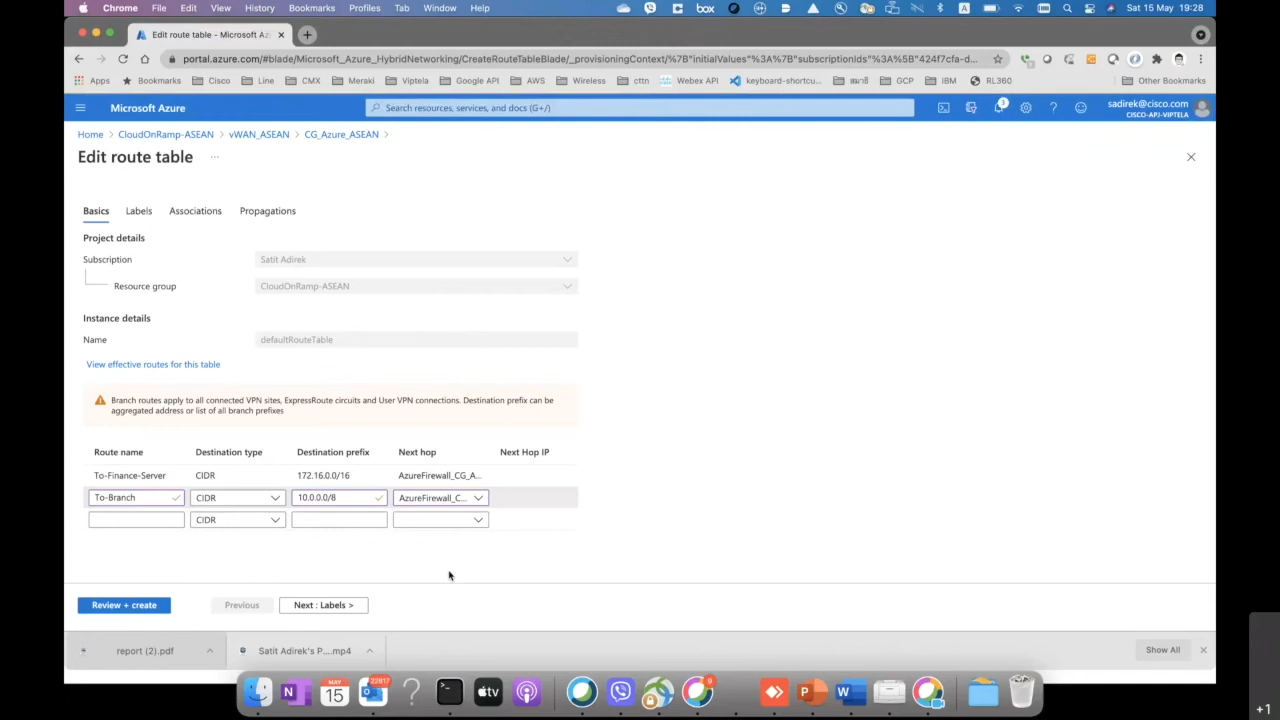 Chrome File Edit View History Bookmarks Profiles Tab Window Help box A Sat 15 May 19:28
Edit route table - Microsoft Az
portal.azure.com/#blade/Microsoft_Azure_HybridNetworking/CreateRouteTableBlade/_provisioningContext/%7B"initialValues"%3A%7B"subscriptionIds"%3A%5B"424f7cfa-d...
Apps Bookmarks Cisco Line CMX Meraki Viptela Google API AWS Wireless cttn Webex API keyboard-shortcu... GCP IBM RL360 Other Bookmarks
Microsoft Azure Search resources, services, and docs (G+/) 3 ? sadirek@cisco.com
CISCO-APJ-VIPTELA
Home > CloudOnRamp-ASEAN > vWAN_ASEAN > CG_Azure_ASEAN >
Edit route table ...
Basics Labels Associations Propagations
Project details
Subscription Satit Adirek
Resource group CloudOnRamp-ASEAN
Instance details
Name defaultRouteTable
View effective routes for this table
Branch routes apply to all connected VPN sites, ExpressRoute circuits and User VPN connections. Destination prefix can be
aggregated address or list of all branch prefixes
Route name Destination type Destination prefix Next hop Next Hop IP
To-Finance-Server CIDR 172.16.0.0/16 AzureFirewall_CG_A...
To-Branch CIDR 10.0.0.0/8 AzureFirewall_C...
CIDR
Review + create Previous Next : Labels >
report (2).pdf Satit Adirek's P....mp4 Show All
MAY
15 22817 9
+1